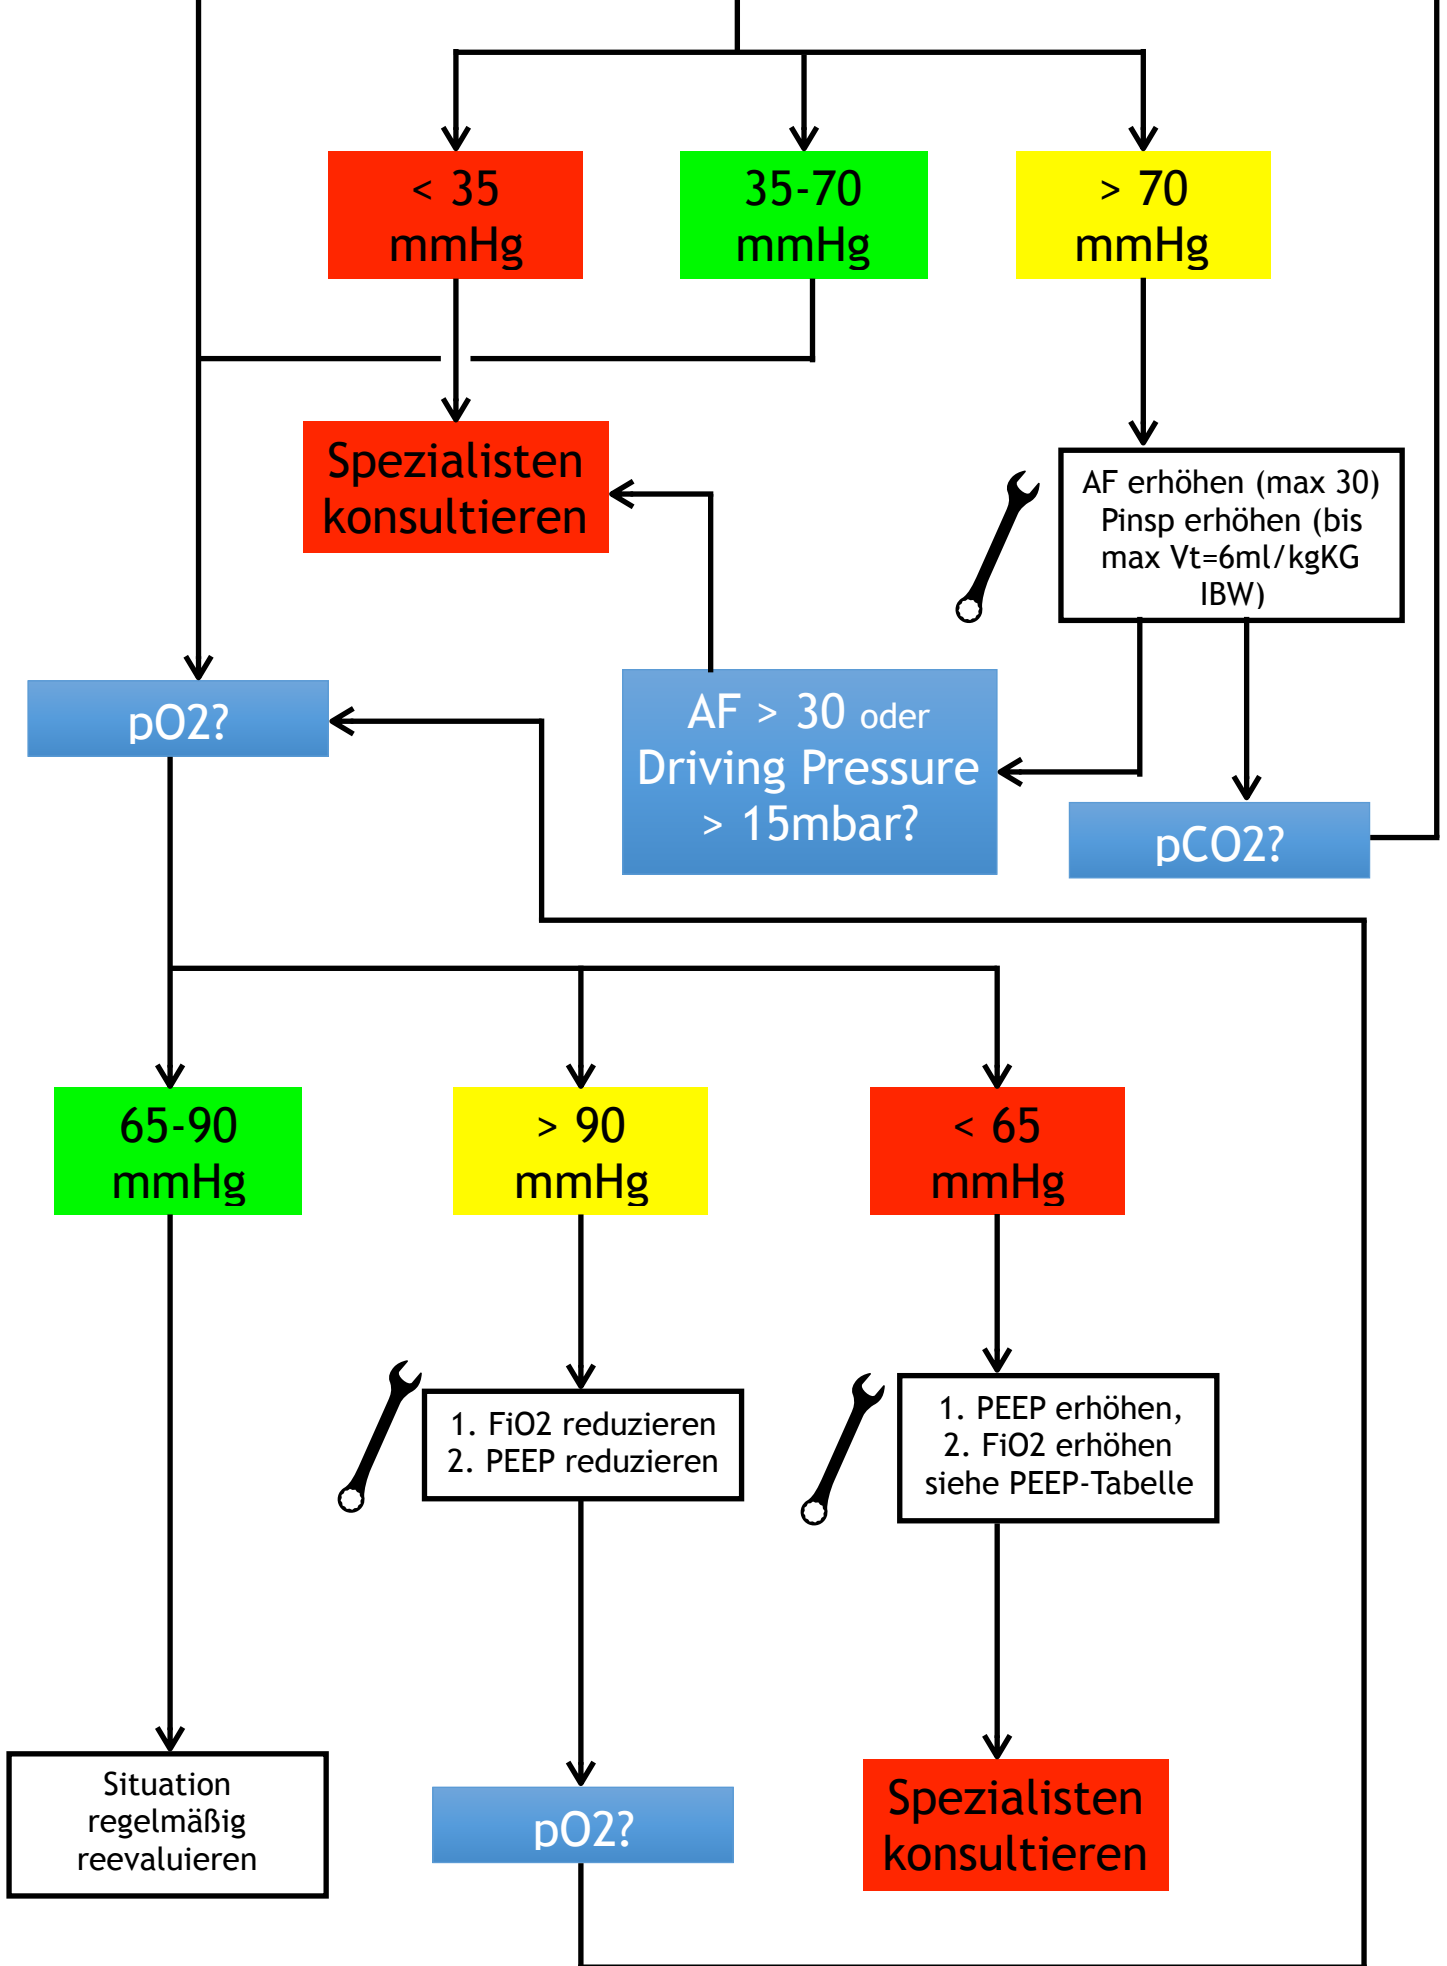 < 35
mmHg
35-70
mmHg
> 70
mmHg
Spezialisten
konsultieren
AF erhöhen (max 30)
Pinsp erhöhen (bis
max Vt=6ml/kgKG
IBW)
pO2?
AF > 30 oder
Driving Pressure
> 15mbar?
pCO2?
65-90
mmHg
> 90
mmHg
< 65
mmHg
1. FiO2 reduzieren
2. PEEP reduzieren
1. PEEP erhöhen,
2. FiO2 erhöhen
siehe PEEP-Tabelle
Situation
regelmäßig
reevaluieren
pO2?
Spezialisten
konsultieren